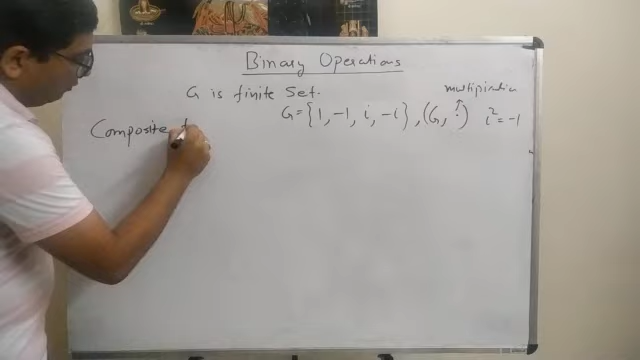 Binary Operations
G is finite Set.
multiplication
G = {1, -1, i, -i}, (G, ·) i² = -1
Composite